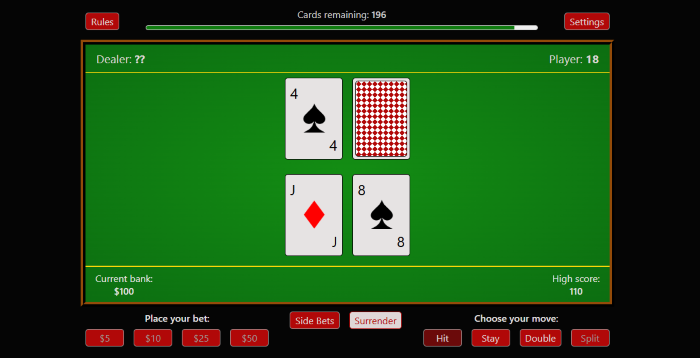 Rules
Cards remaining: 196
Settings
Dealer: ??
Player: 18
4
4
J
J
8
8
Current bank:
$100
High score:
110
Place your bet:
$5 $10 $25 $50
Side Bets Surrender
Choose your move:
Hit Stay Double Split